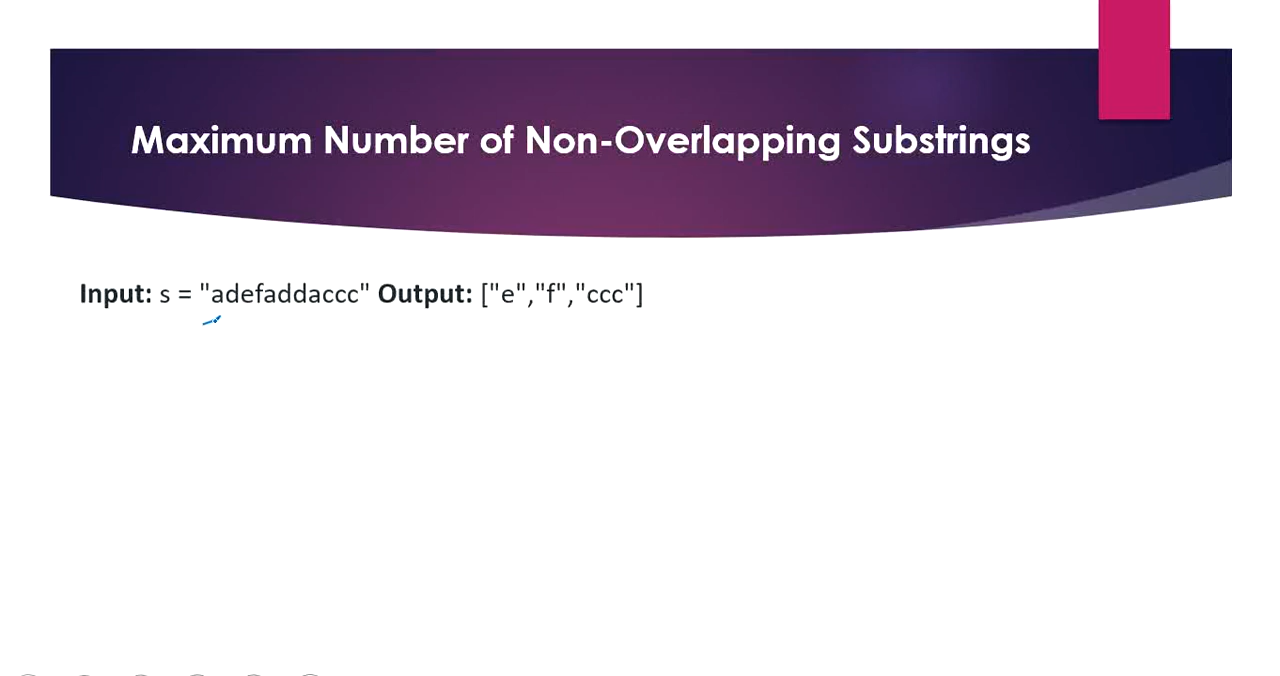 Maximum Number of Non-Overlapping Substrings
Input: s = "adefaddaccc" Output: ["e","f","ccc"]